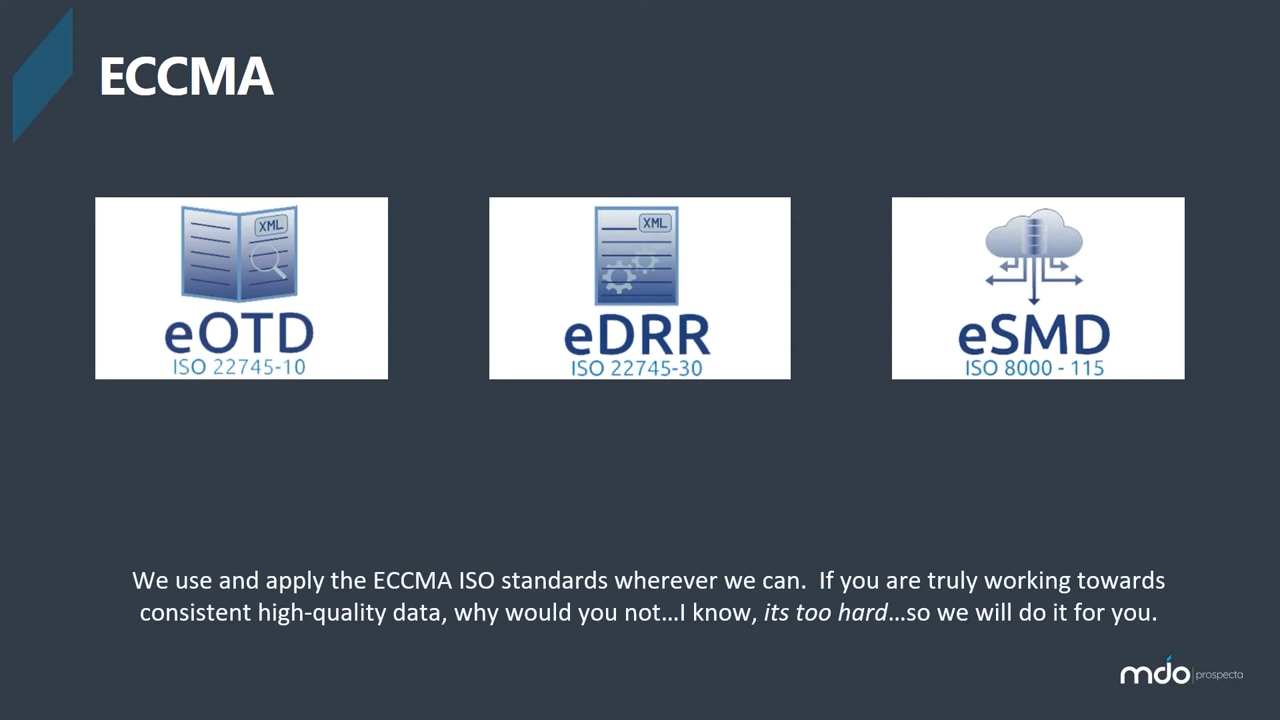 ECCMA
XML
eOTD
ISO 22745-10
XML
eDRR
ISO 22745-30
eSMD
ISO 8000 - 115
We use and apply the ECCMA ISO standards wherever we can.  If you are truly working towards
consistent high-quality data, why would you not…I know, its too hard…so we will do it for you.
mdo prospecta